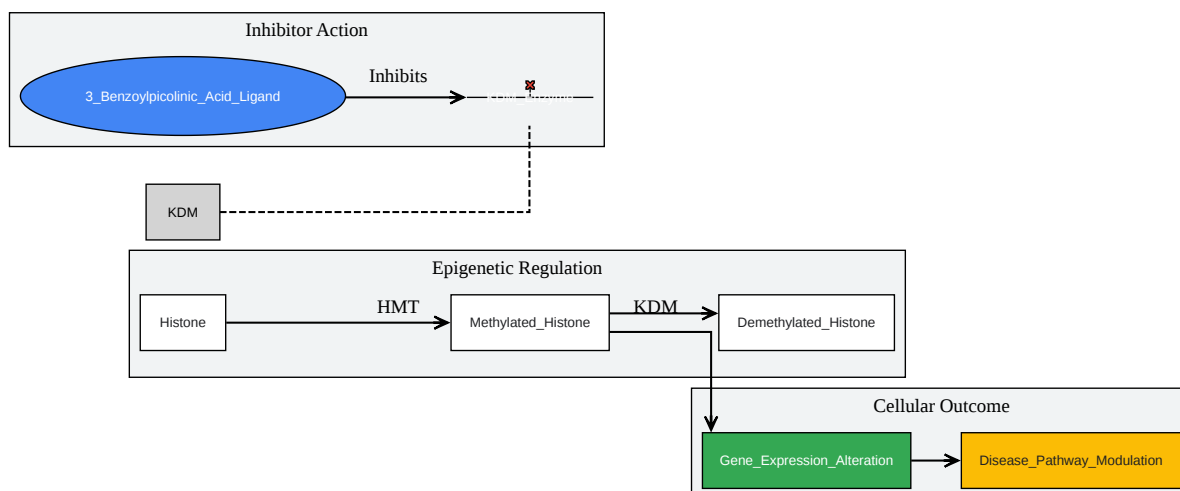 Inhibitor Action
Inhibits
3_Benzoylpicolinic_Acid_Ligand
KDM
Epigenetic Regulation
HMT
KDM
Histone
Methylated_Histone
Demethylated_Histone
Cellular Outcome
Gene_Expression_Alteration
Disease_Pathway_Modulation